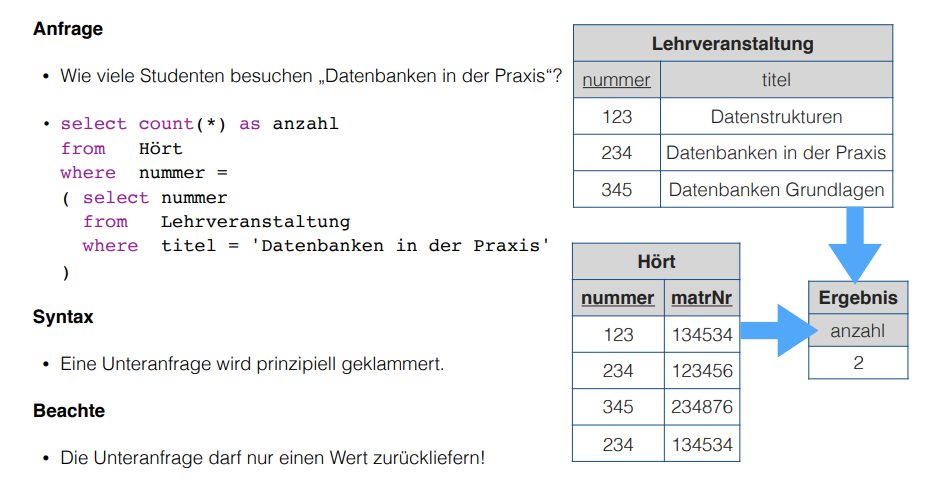 Anfrage
• Wie viele Studenten besuchen „Datenbanken in der Praxis“?
• select count(*) as anzahl
from Hört
where nummer =
( select nummer
from Lehrveranstaltung
where titel = 'Datenbanken in der Praxis'
)
Syntax
• Eine Unteranfrage wird prinzipiell geklammert.
Beachte
• Die Unteranfrage darf nur einen Wert zurückliefern!
Lehrveranstaltung
nummer titel
123 Datenstrukturen
234 Datenbanken in der Praxis
345 Datenbanken Grundlagen
Hört
nummer matrNr
123 134534
234 123456
345 234876
234 134534
Ergebnis
anzahl
2